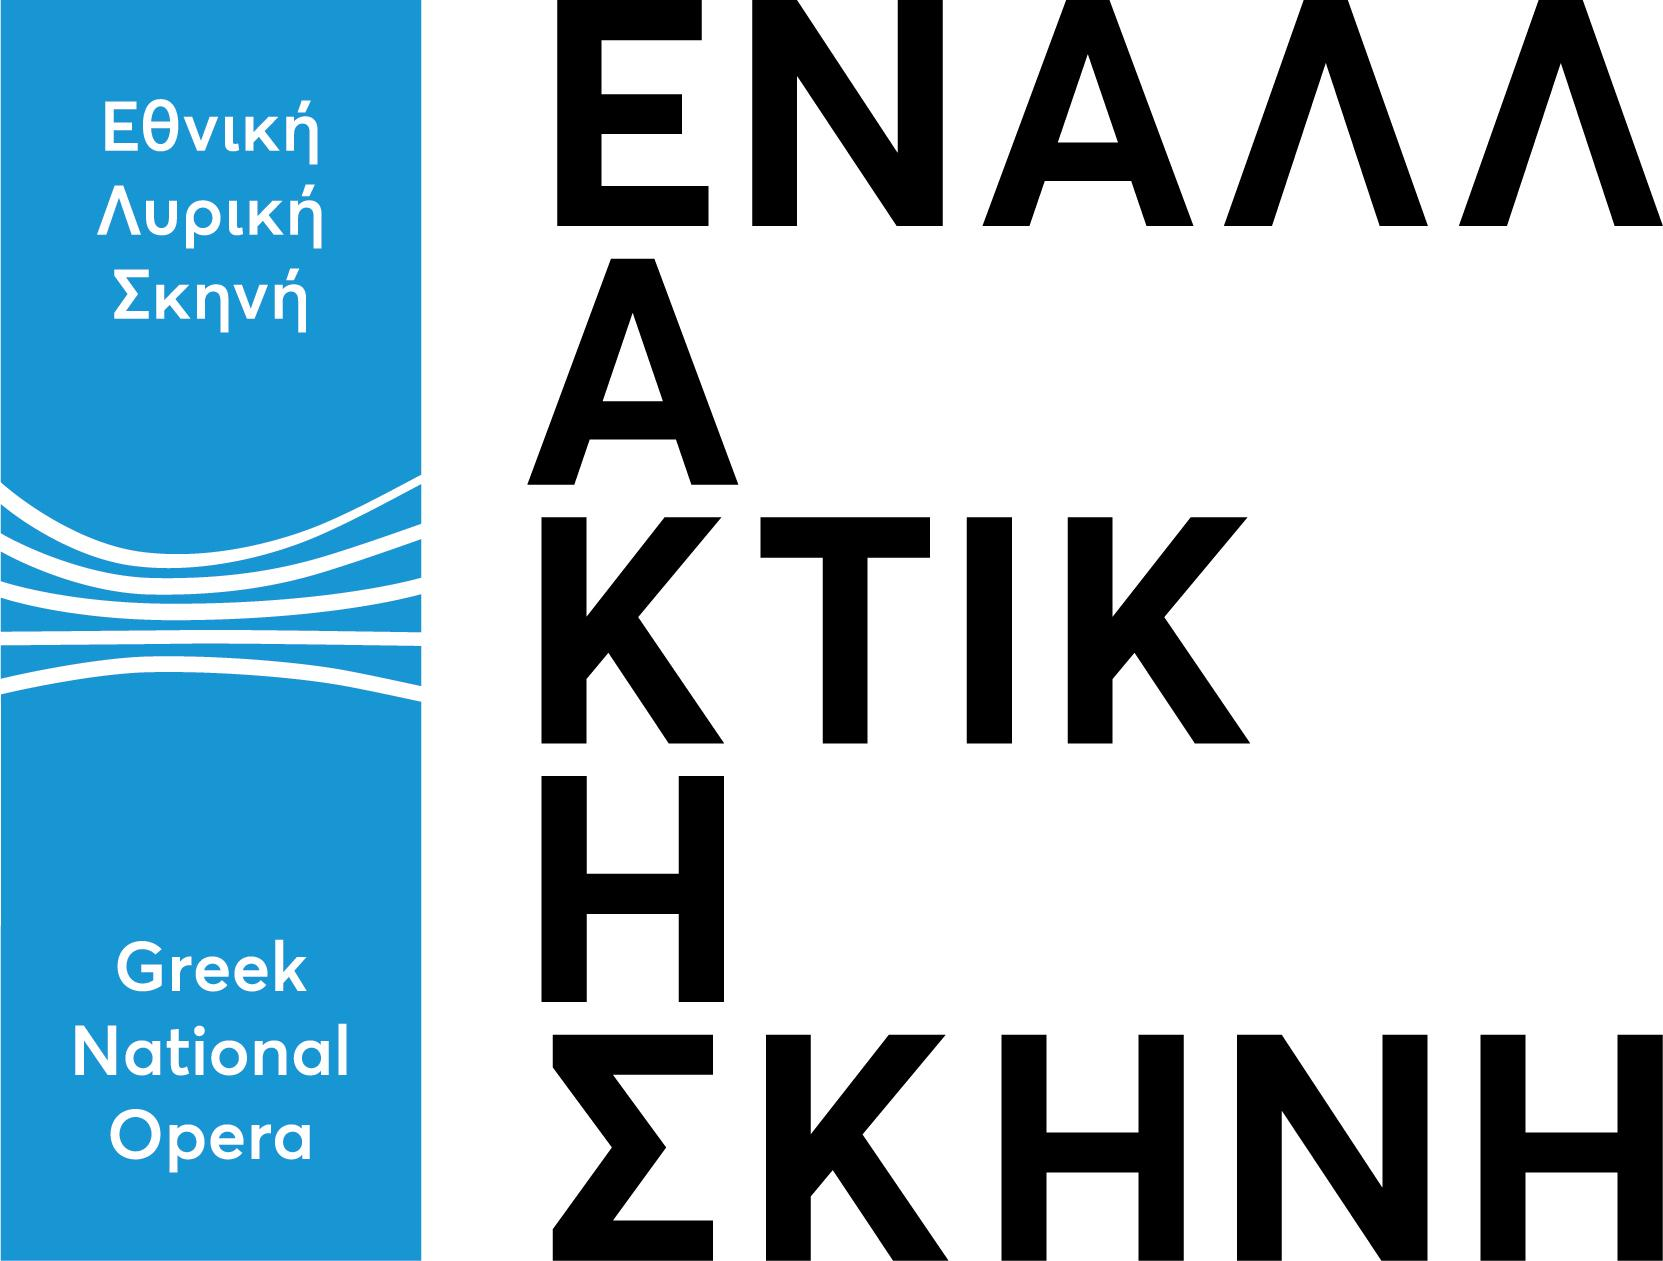 Εθνική
Λυρική
Σκηνή
Greek
National
Opera
ΕΝΑΛΛ
Α
ΚΤΙΚ
Η
ΣΚΗΝΗ